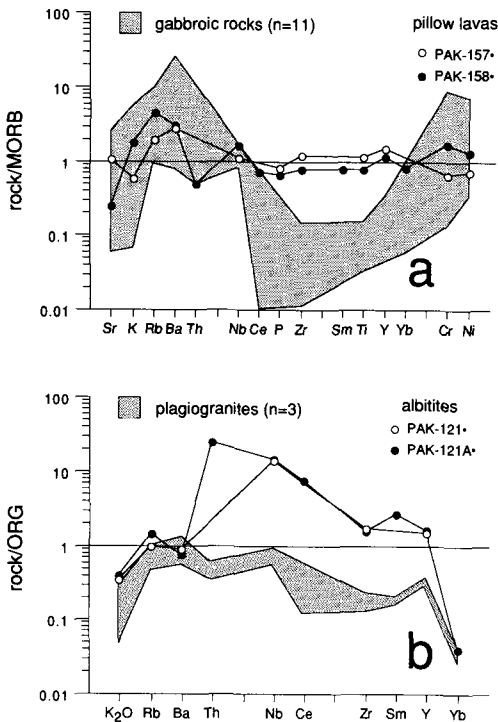 gabbroic rocks (n=11)
pillow lavas
PAK-157•
PAK-158•
rock/MORB
100
10
1
0.1
0.01
a
Sr K Rb Ba Th Nb Ce P Zr Sm Ti Y Yb Cr Ni
plagiogranites (n=3)
albitites
PAK-121•
PAK-121A•
rock/ORG
100
10
1
0.1
0.01
b
K2O Rb Ba Th Nb Ce Zr Sm Y Yb